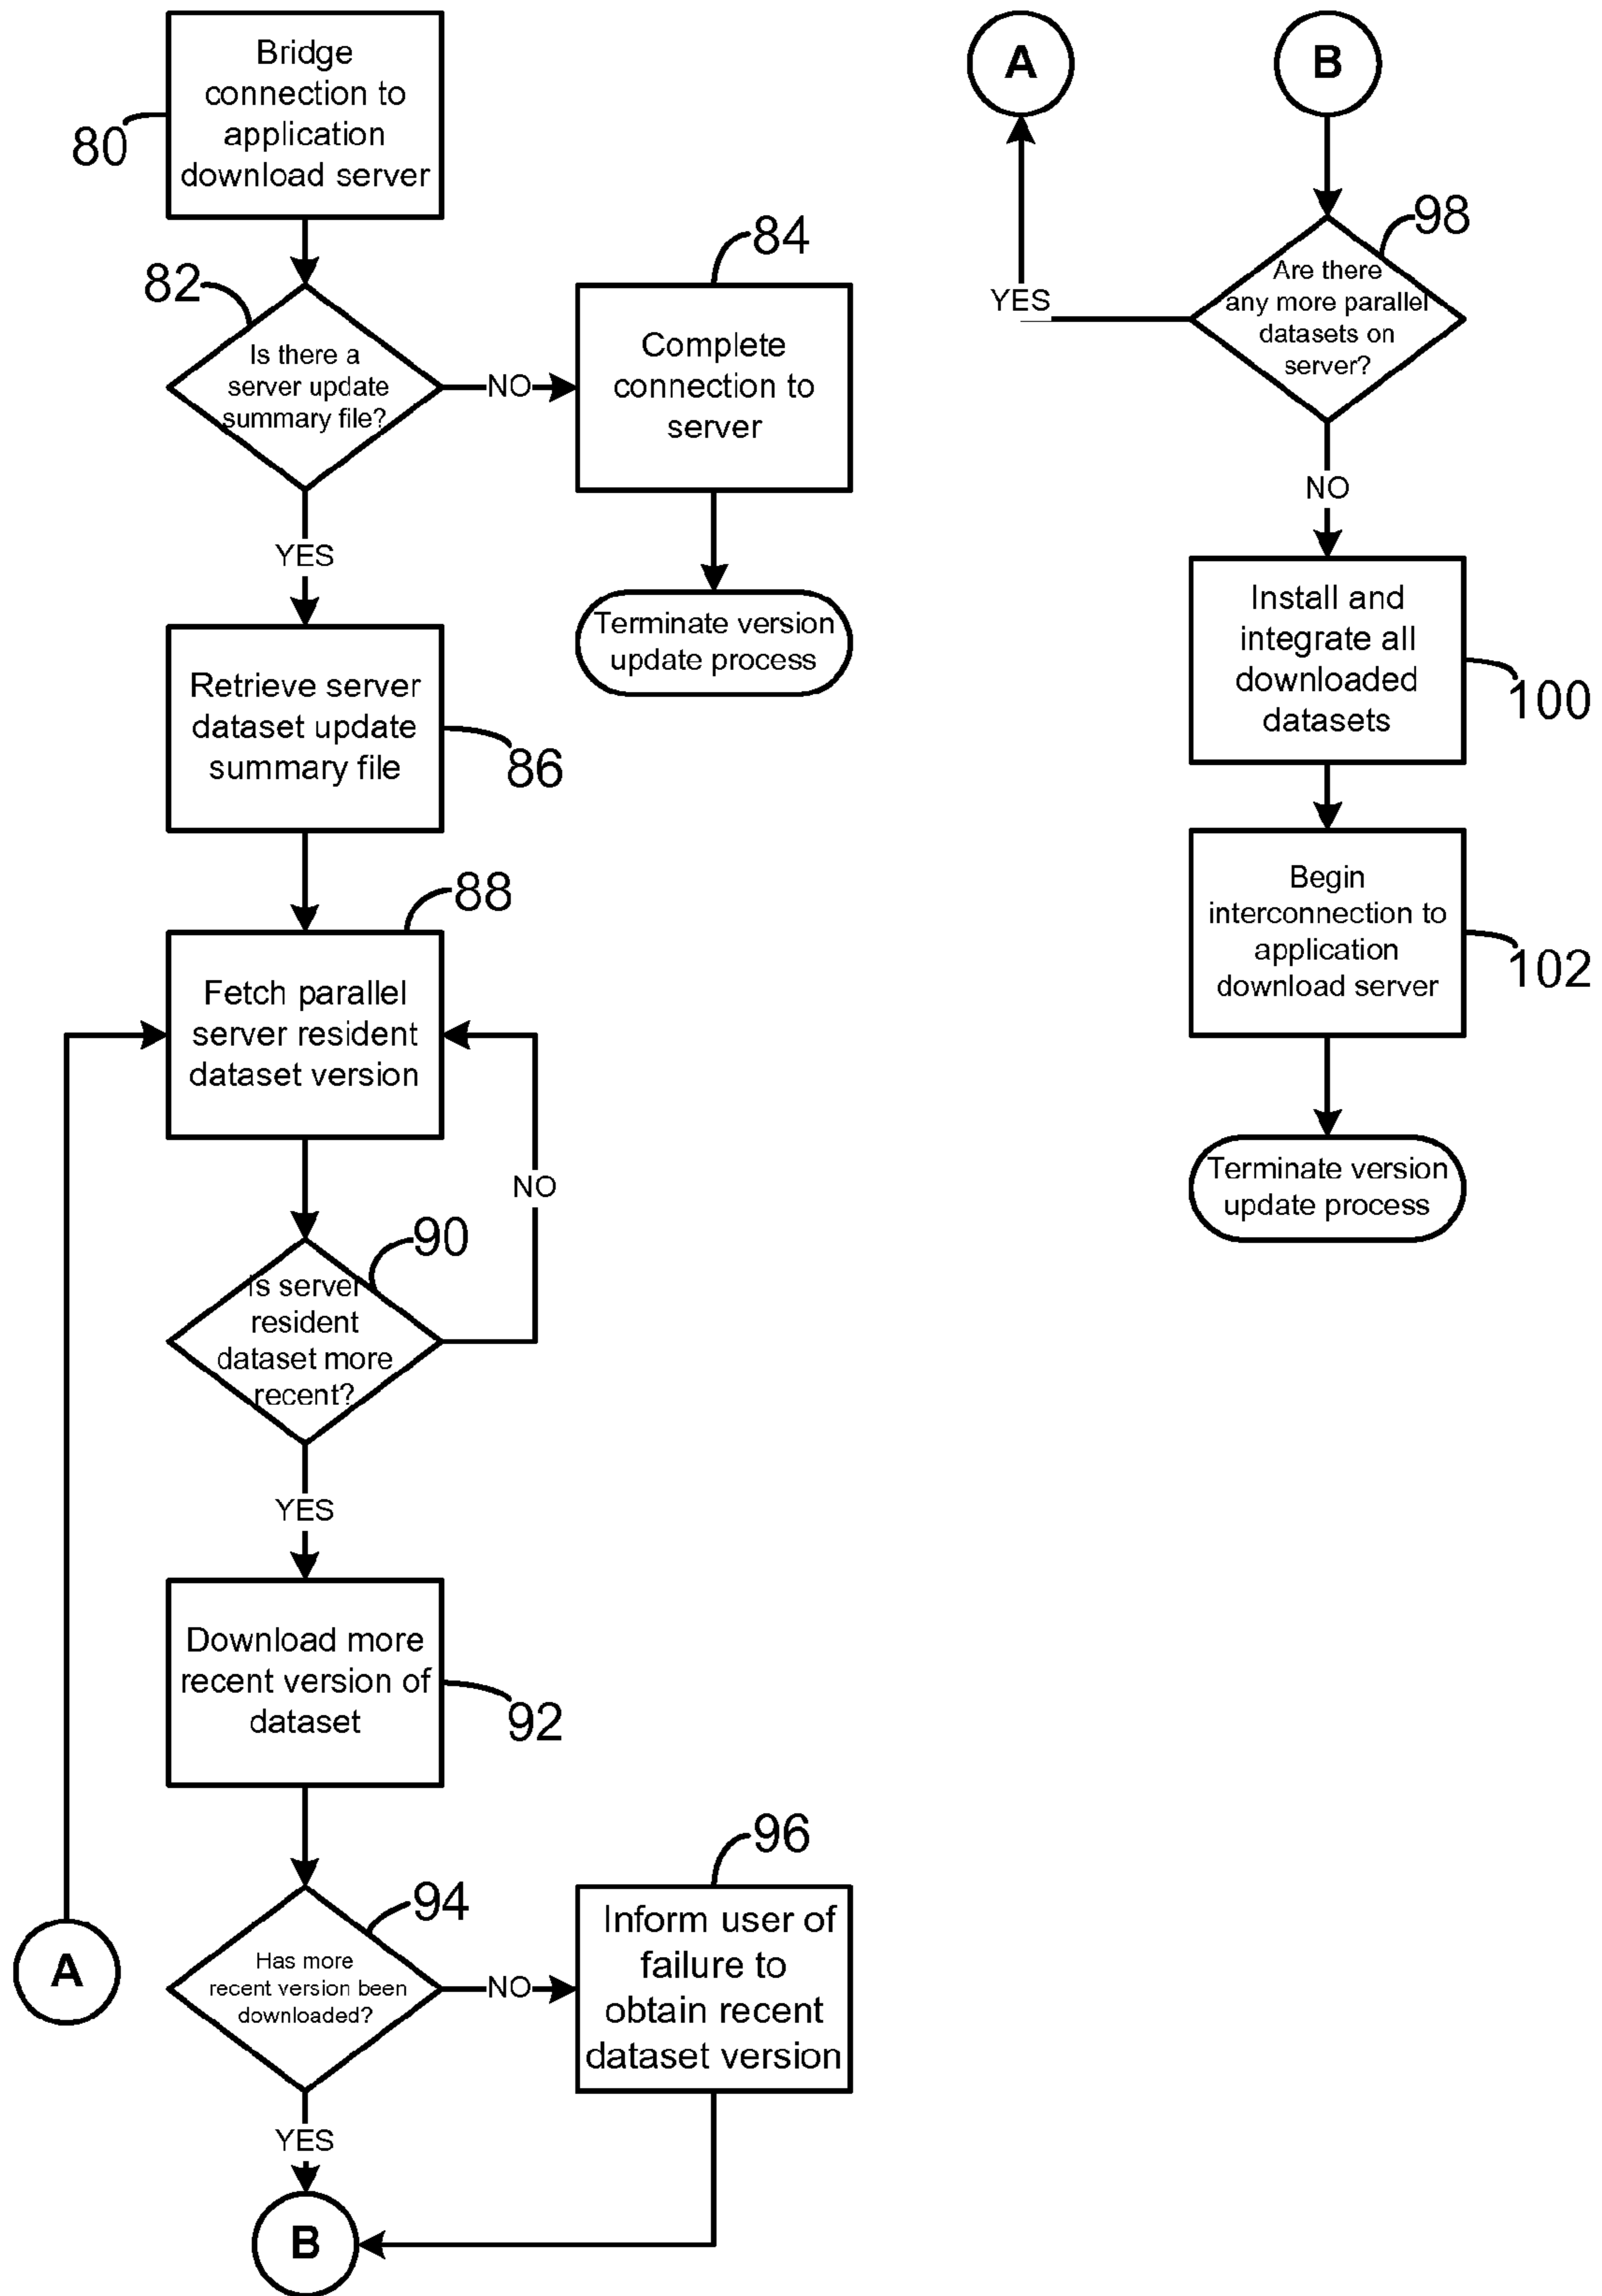 Bridge
connection to
application
download server
80
82
Is there a
server update
summary file?
NO
84
Complete
connection to
server
Terminate version
update process
YES
Retrieve server
dataset update
summary file
86
88
Fetch parallel
server resident
dataset version
NO
90
Is server
resident
dataset more
recent?
YES
Download more
recent version of
dataset
92
94
Has more
recent version been
downloaded?
NO
96
Inform user of
failure to
obtain recent
dataset version
A
YES
B
A
B
YES
98
Are there
any more parallel
datasets on
server?
NO
Install and
integrate all
downloaded
datasets
100
Begin
interconnection to
application
download server
102
Terminate version
update process